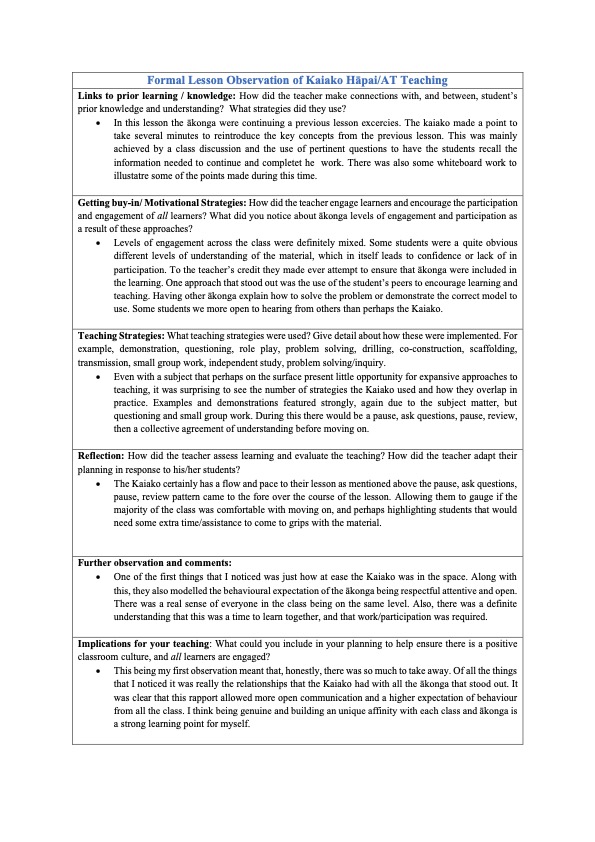 Formal Lesson Observation of Kaiako Hāpai/AT Teaching
Links to prior learning / knowledge: How did the teacher make connections with, and between, student's
prior knowledge and understanding? What strategies did they use?
• In this lesson the ākonga were continuing a previous lesson excercies. The kaiako made a point to
take several minutes to reintroduce the key concepts from the previous lesson. This was mainly
achieved by a class discussion and the use of pertinent questions to have the students recall the
information needed to continue and completet he work. There was also some whiteboard work to
illustatre some of the points made during this time.
Getting buy-in/ Motivational Strategies: How did the teacher engage learners and encourage the participation
and engagement of all learners? What did you notice about ākonga levels of engagement and participation as
a result of these approaches?
• Levels of engagement across the class were definitely mixed. Some students were a quite obvious
different levels of understanding of the material, which in itself leads to confidence or lack of in
participation. To the teacher's credit they made ever attempt to ensure that ākonga were included in
the learning. One approach that stood out was the use of the student's peers to encourage learning and
teaching. Having other ākonga explain how to solve the problem or demonstrate the correct model to
use. Some students we more open to hearing from others than perhaps the Kaiako.
Teaching Strategies: What teaching strategies were used? Give detail about how these were implemented. For
example, demonstration, questioning, role play, problem solving, drilling, co-construction, scaffolding,
transmission, small group work, independent study, problem solving/inquiry.
• Even with a subject that perhaps on the surface present little opportunity for expansive approaches to
teaching, it was surprising to see the number of strategies the Kaiako used and how they overlap in
practice. Examples and demonstrations featured strongly, again due to the subject matter, but
questioning and small group work. During this there would be a pause, ask questions, pause, review,
then a collective agreement of understanding before moving on.
Reflection: How did the teacher assess learning and evaluate the teaching? How did the teacher adapt their
planning in response to his/her students?
• The Kaiako certainly has a flow and pace to their lesson as mentioned above the pause, ask questions,
pause, review pattern came to the fore over the course of the lesson. Allowing them to gauge if the
majority of the class was comfortable with moving on, and perhaps highlighting students that would
need some extra time/assistance to come to grips with the material.
Further observation and comments:
• One of the first things that I noticed was just how at ease the Kaiako was in the space. Along with
this, they also modelled the behavioural expectation of the ākonga being respectful attentive and open.
There was a real sense of everyone in the class being on the same level. Also, there was a definite
understanding that this was a time to learn together, and that work/participation was required.
Implications for your teaching: What could you include in your planning to help ensure there is a positive
classroom culture, and all learners are engaged?
• This being my first observation meant that, honestly, there was so much to take away. Of all the things
that I noticed it was really the relationships that the Kaiako had with all the ākonga that stood out. It
was clear that this rapport allowed more open communication and a higher expectation of behaviour
from all the class. I think being genuine and building an unique affinity with each class and ākonga is
a strong learning point for myself.